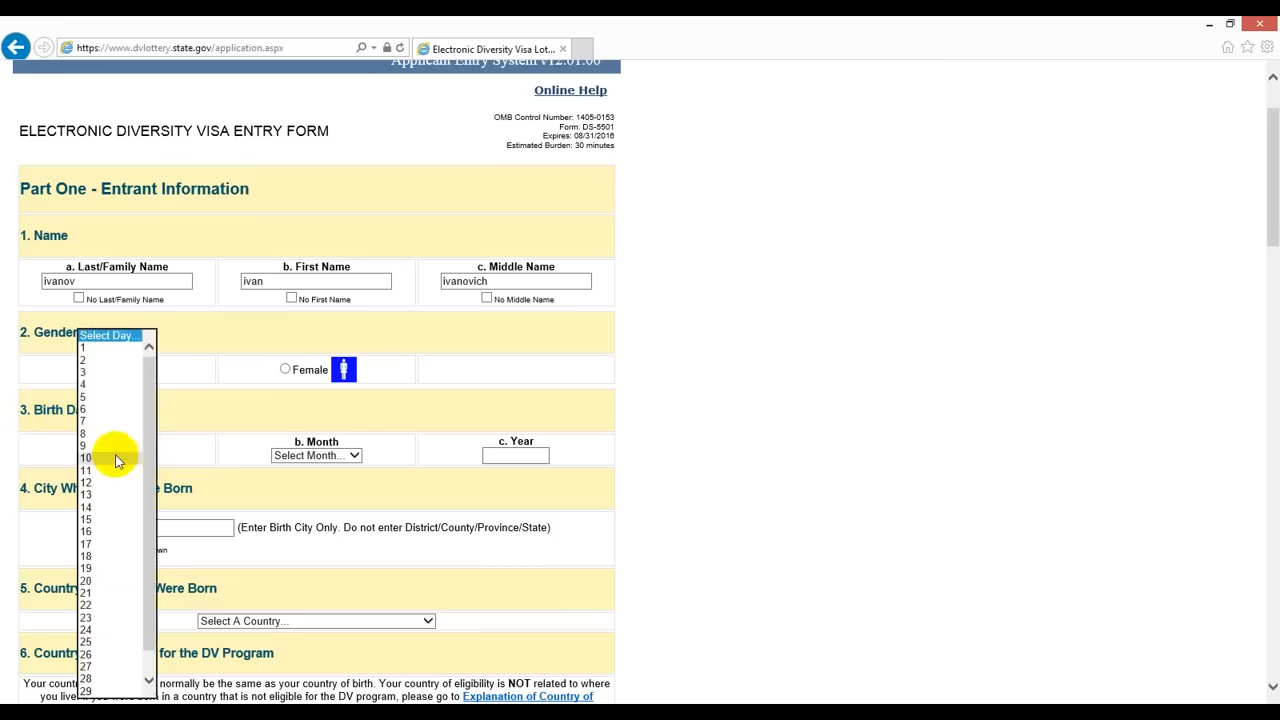 https://www.dvlottery.state.gov/application.aspx
Electronic Diversity Visa Lot...
Applicant Entry System v12.01.00
Online Help
OMB Control Number: 1405-0153
ELECTRONIC DIVERSITY VISA ENTRY FORM
Form: DS-5501
Expires: 08/31/2016
Estimated Burden: 30 minutes
Part One - Entrant Information
1. Name
a. Last/Family Name b. First Name c. Middle Name
ivanov ivan ivanovich
No Last/Family Name No First Name No Middle Name
2. Gender
Female
3. Birth D
b. Month c. Year
Select Month...
4. City Wh e Born
(Enter Birth City Only. Do not enter District/County/Province/State)
wn
5. Country Were Born
Select A Country...
6. Country for the DV Program
Your count normally be the same as your country of birth. Your country of eligibility is NOT related to where
you live. born in a country that is not eligible for the DV program, please go to Explanation of Country of
Select Day...
1
2
3
4
5
6
7
8
9
10
11
12
13
14
15
16
17
18
19
20
21
22
23
24
25
26
27
28
29